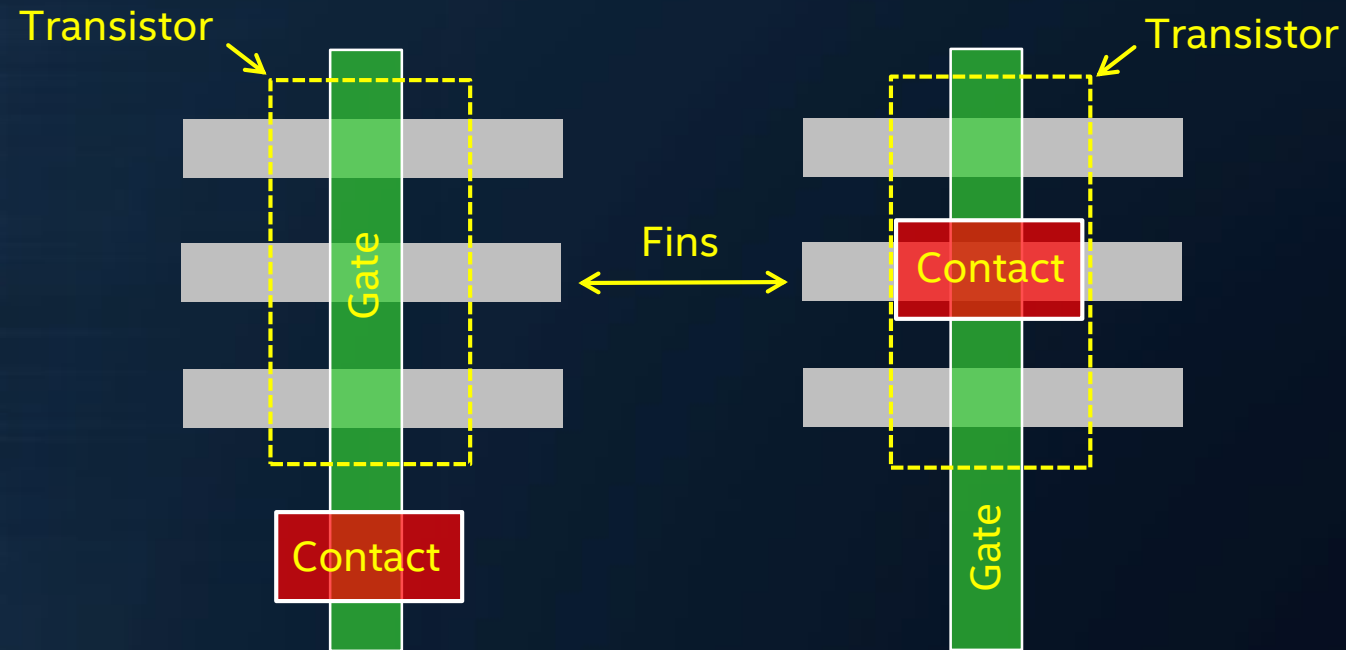 Transistor
Transistor
Gate
Fins
Contact
Contact
Gate